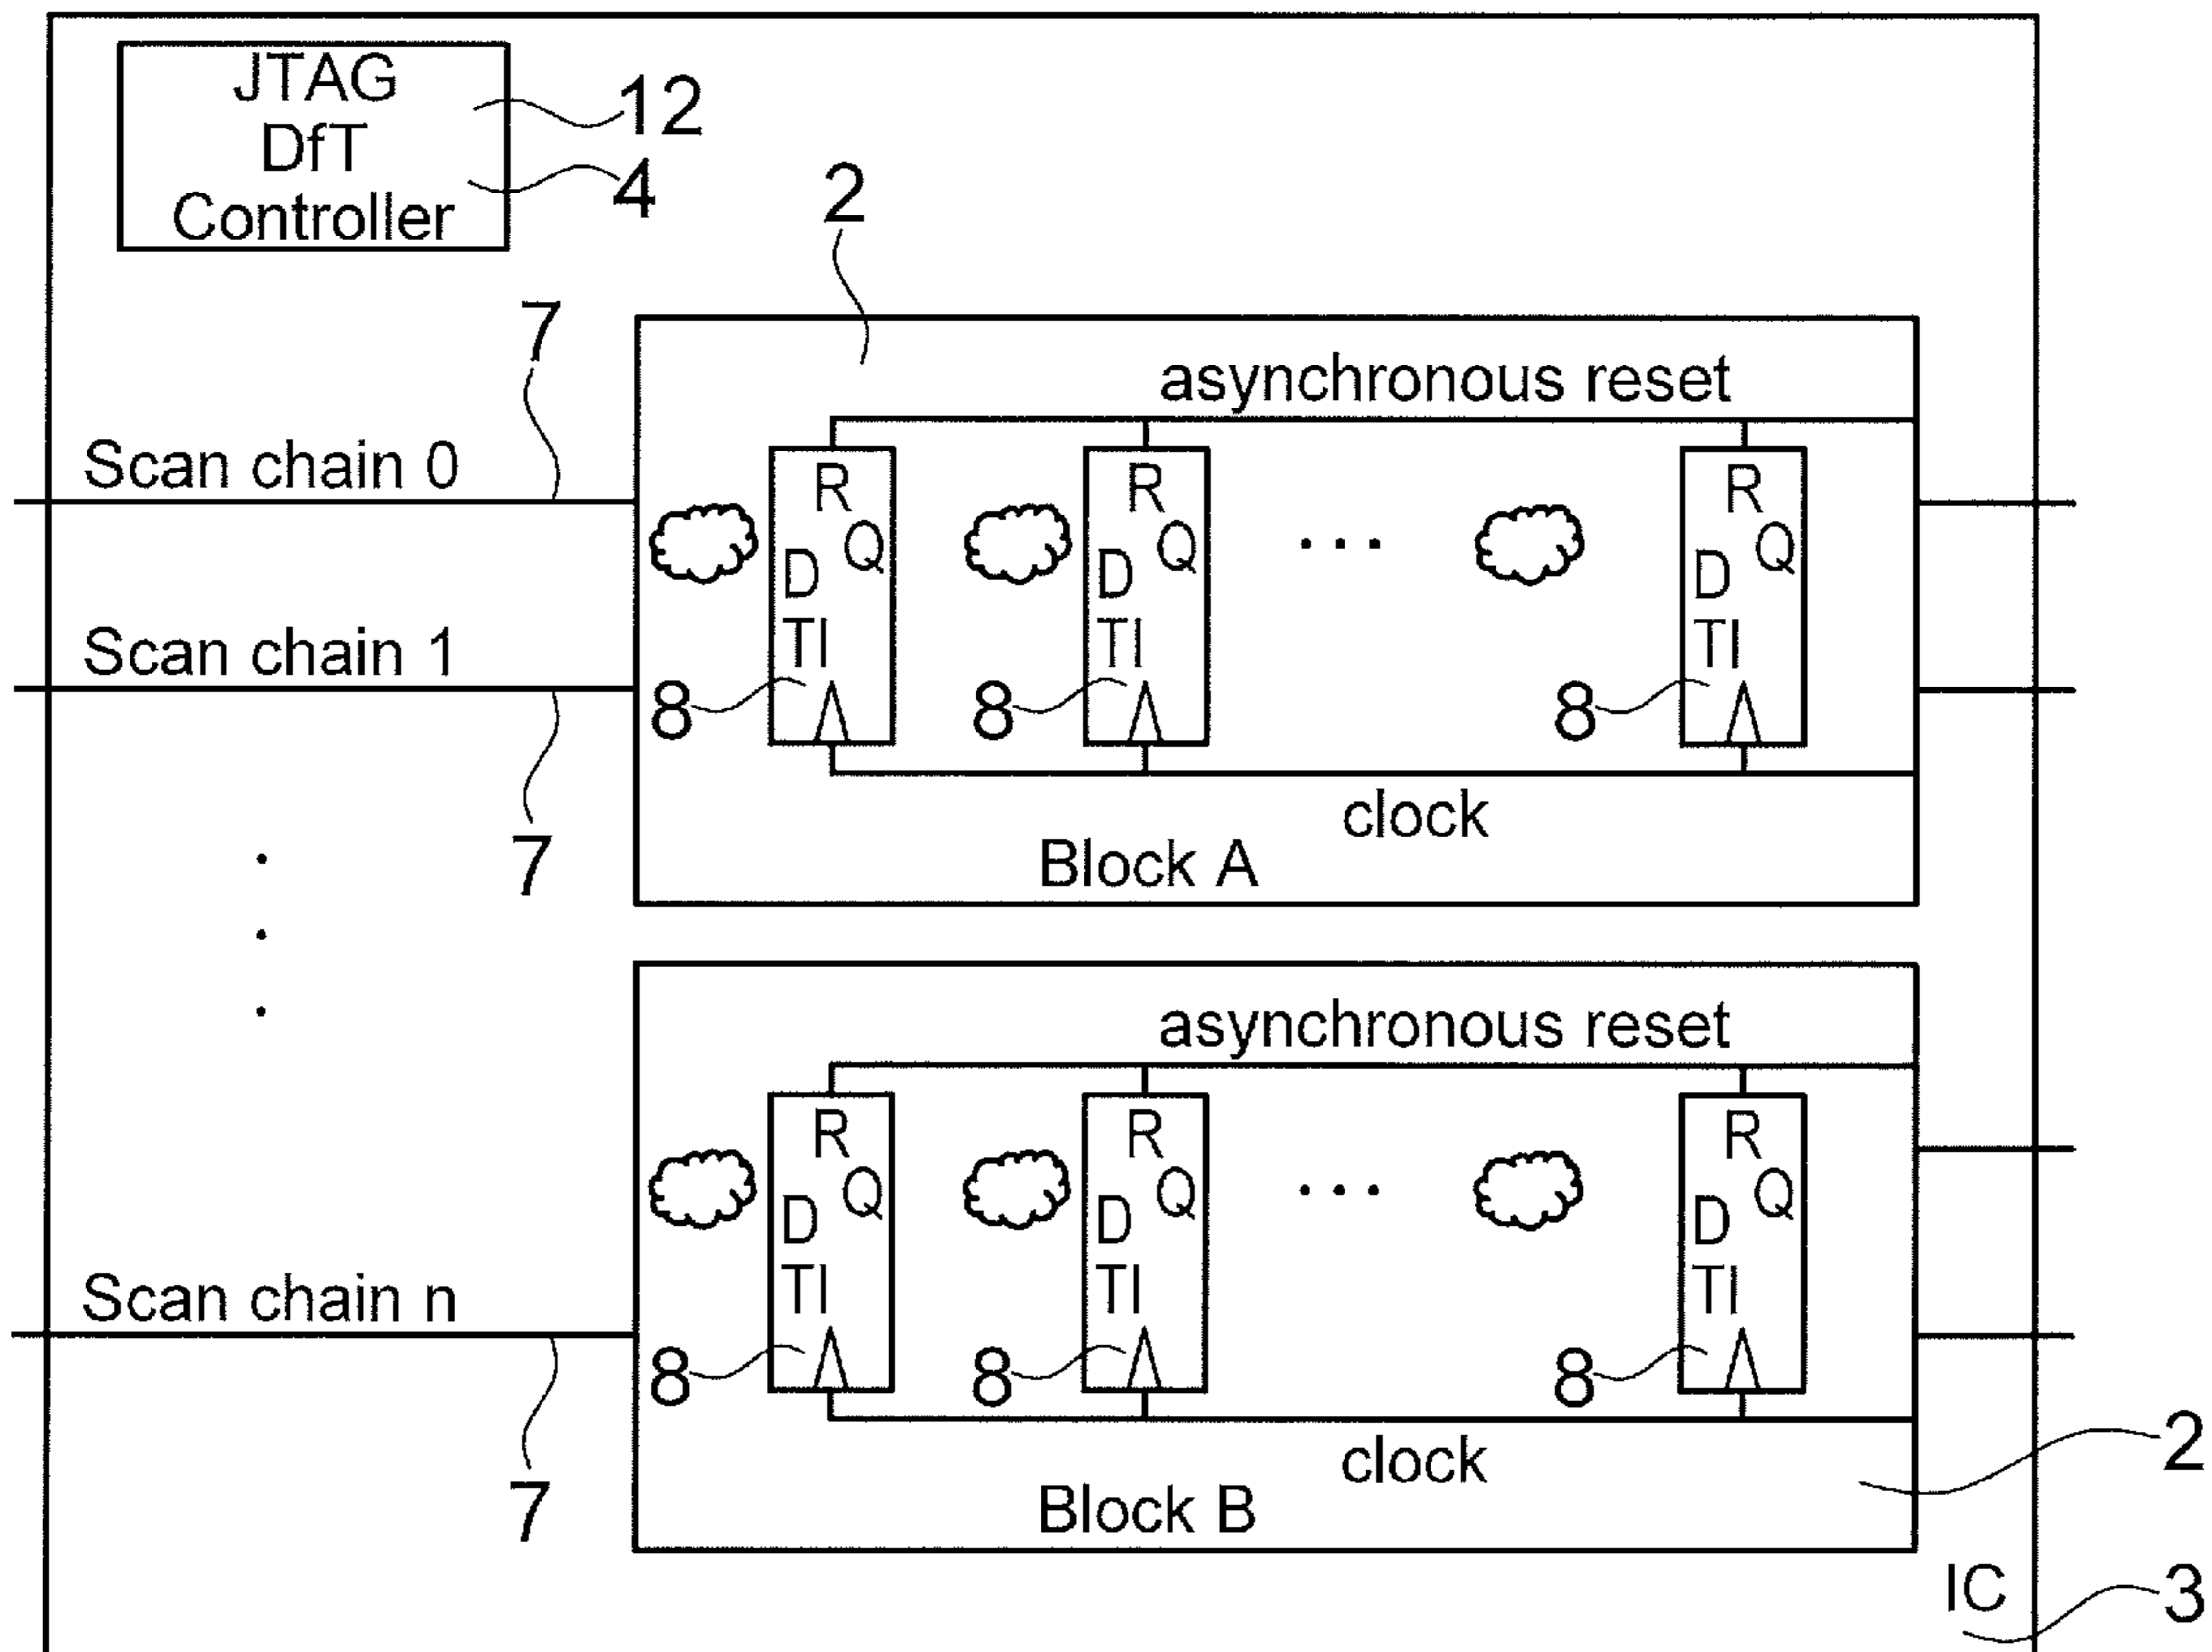 JTAG
DfT
Controller
12
4
2
7
asynchronous reset
Scan chain 0
R Q D TI
R Q D TI
...
R Q D TI
Scan chain 1
8
8
8
7
clock
Block A
asynchronous reset
R Q D TI
R Q D TI
...
R Q D TI
Scan chain n
8
8
8
7
clock
2
Block B
IC
3